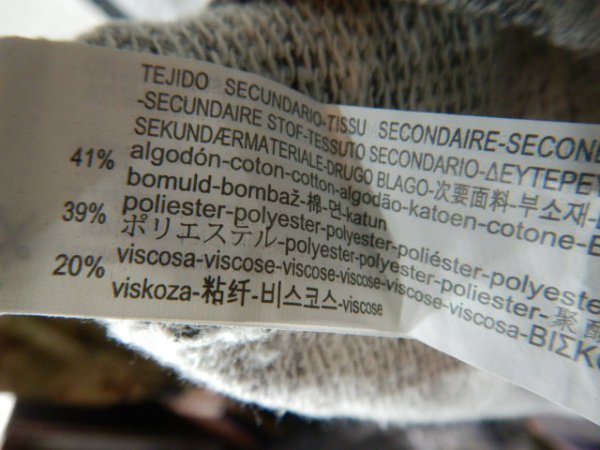 TEJIDO SECUNDARIO-TISSU SECONDAIRE-SECOND
-SECUNDAIRE STOF-TESSUTO SECONDARIO-ΔΕΥΤΕΡΕΥ
SEKUNDÆRMATERIALE-DRUGO BLAGO-次要面料-부소재-
41% algodón-coton-cotton-algodão-katoen-cotone-
bomuld-bombaž-棉-면-katun
39% poliester-polyester-polyester-poliéster-polyeste
ポリエステル-polyester-polyester-poliester-聚酯
20% viscosa-viscose-viscose-viscose-viscose-viscosa-ΒΙΣΚ
viskoza-粘纤-비스코스-viscose